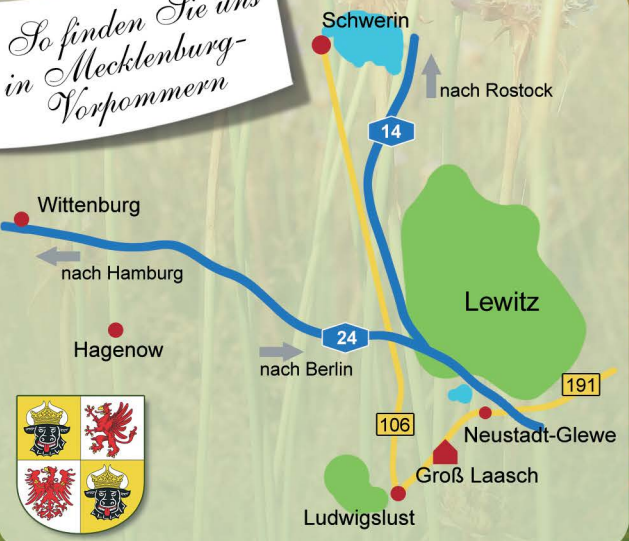 So finden Sie uns
in Mecklenburg-
Vorpommern
Schwerin
nach Rostock
14
Wittenburg
nach Hamburg
Lewitz
24
Hagenow
nach Berlin
191
106
Neustadt-Glewe
Groß Laasch
Ludwigslust